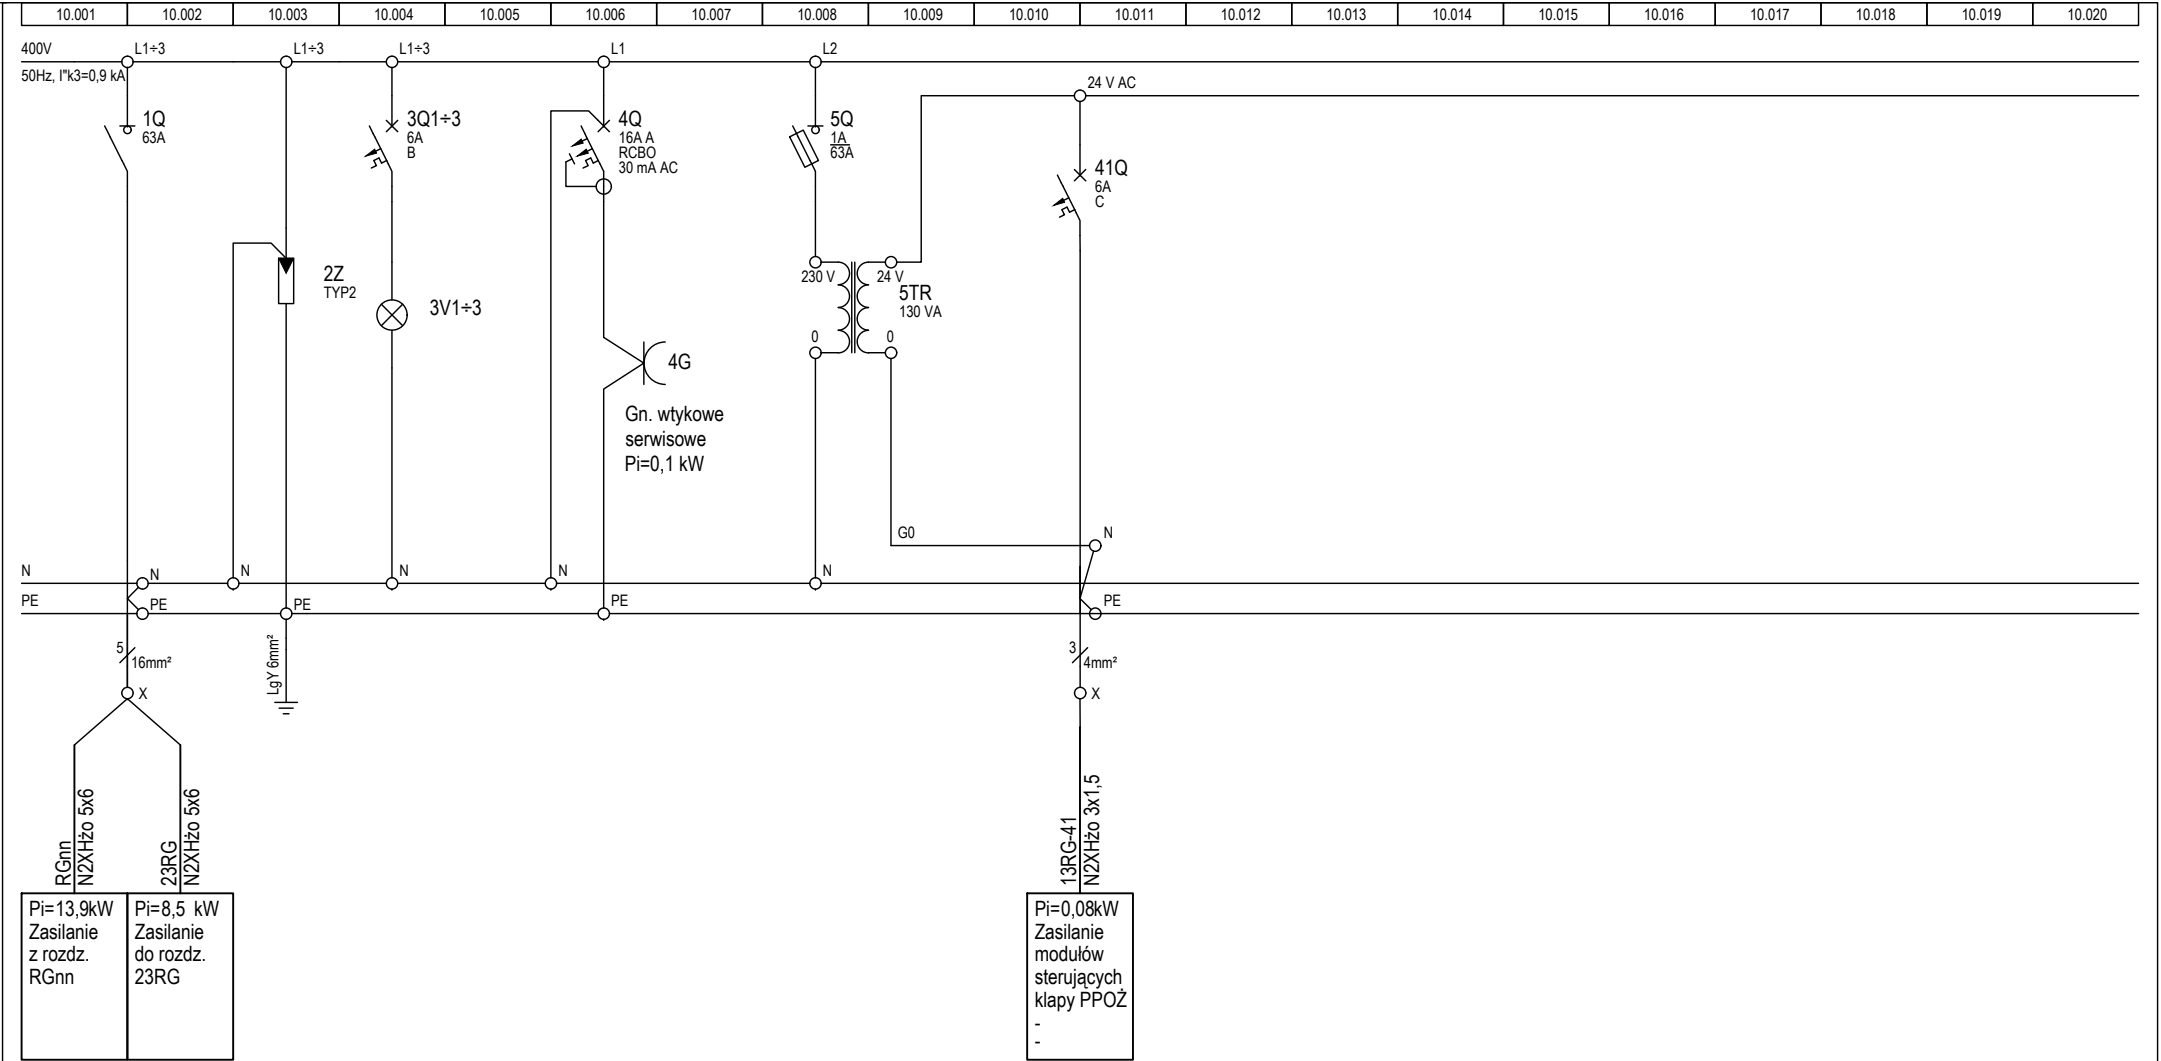 10.001 10.002 10.003 10.004 10.005 10.006 10.007 10.008 10.009 10.010 10.011 10.012 10.013 10.014 10.015 10.016 10.017 10.018 10.019 10.020
400V
L1÷3
L1÷3
L1÷3
L1
L2
50Hz, I"k3=0,9 kA
24 V AC
1Q
63A
3Q1÷3
6A
B
4Q
16A A
RCBO
30 mA AC
5Q
1A
63A
41Q
6A
C
2Z
TYP2
3V1÷3
230 V
24 V
5TR
130 VA
0
0
4G
Gn. wtykowe
serwisowe
Pi=0,1 kW
G0
N
N
N
N
N
N
N
PE
PE
PE
PE
PE
5
16mm²
X
LgY 6mm²
3
4mm²
X
RGnn
N2XHżo 5x6
23RG
N2XHżo 5x6
13RG-41
N2XHżo 3x1,5
Pi=13,9kW
Zasilanie
z rozdz.
RGnn
Pi=8,5 kW
Zasilanie
do rozdz.
23RG
Pi=0,08kW
Zasilanie
modułów
sterujących
klapy PPOŻ
-
-